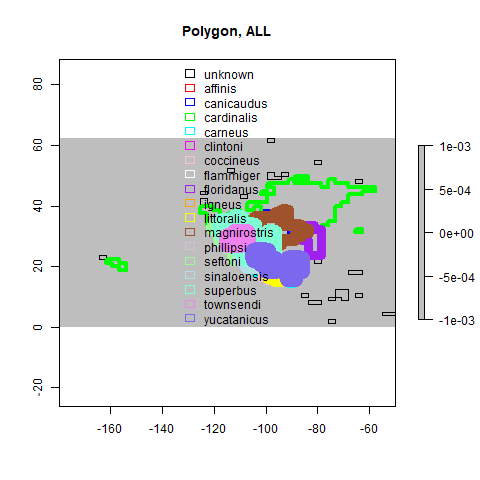 Polygon, ALL
unknown
affinis
canicaudus
cardinalis
carneus
clintoni
coccineus
flammiger
floridanus
igneus
littoralis
magnirostris
phillipsi
seftoni
sinaloensis
superbus
townsendi
yucatanicus
80
60
40
20
0
-20
-160
-140
-120
-100
-80
-60
1e-03
5e-04
0e+00
-5e-04
-1e-03